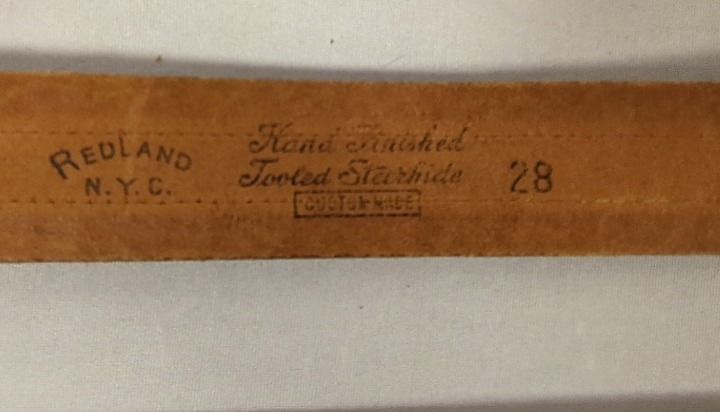 REDLAND
N.Y.C.
Hand Finished
Tooled Steerhide
CUSTOM MADE
28